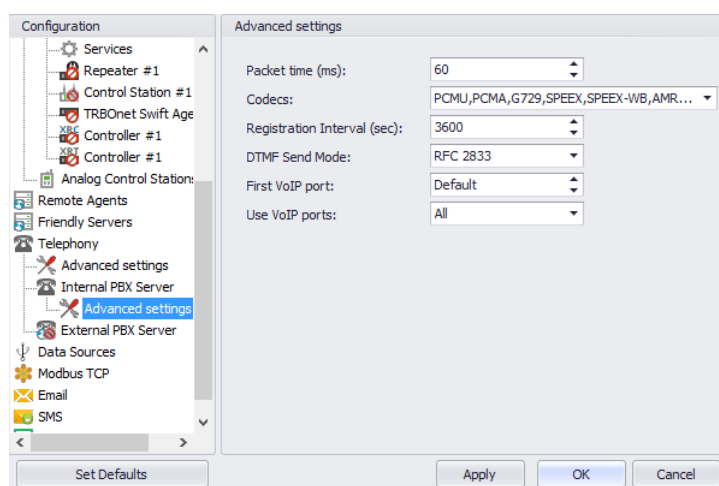 Configuration
Services
Repeater #1
Control Station #1
TRBOnet Swift Age
XRC
Controller #1
XRT
Controller #1
Analog Control Stations
Remote Agents
Friendly Servers
Telephony
Advanced settings
Internal PBX Server
Advanced settings
External PBX Server
Data Sources
Modbus TCP
Email
SMS
Set Defaults
Advanced settings
Packet time (ms): 60
Codecs: PCMU,PCMA,G729,SPEEX,SPEEX-WB,AMR...
Registration Interval (sec): 3600
DTMF Send Mode: RFC 2833
First VoIP port: Default
Use VoIP ports: All
Apply OK Cancel